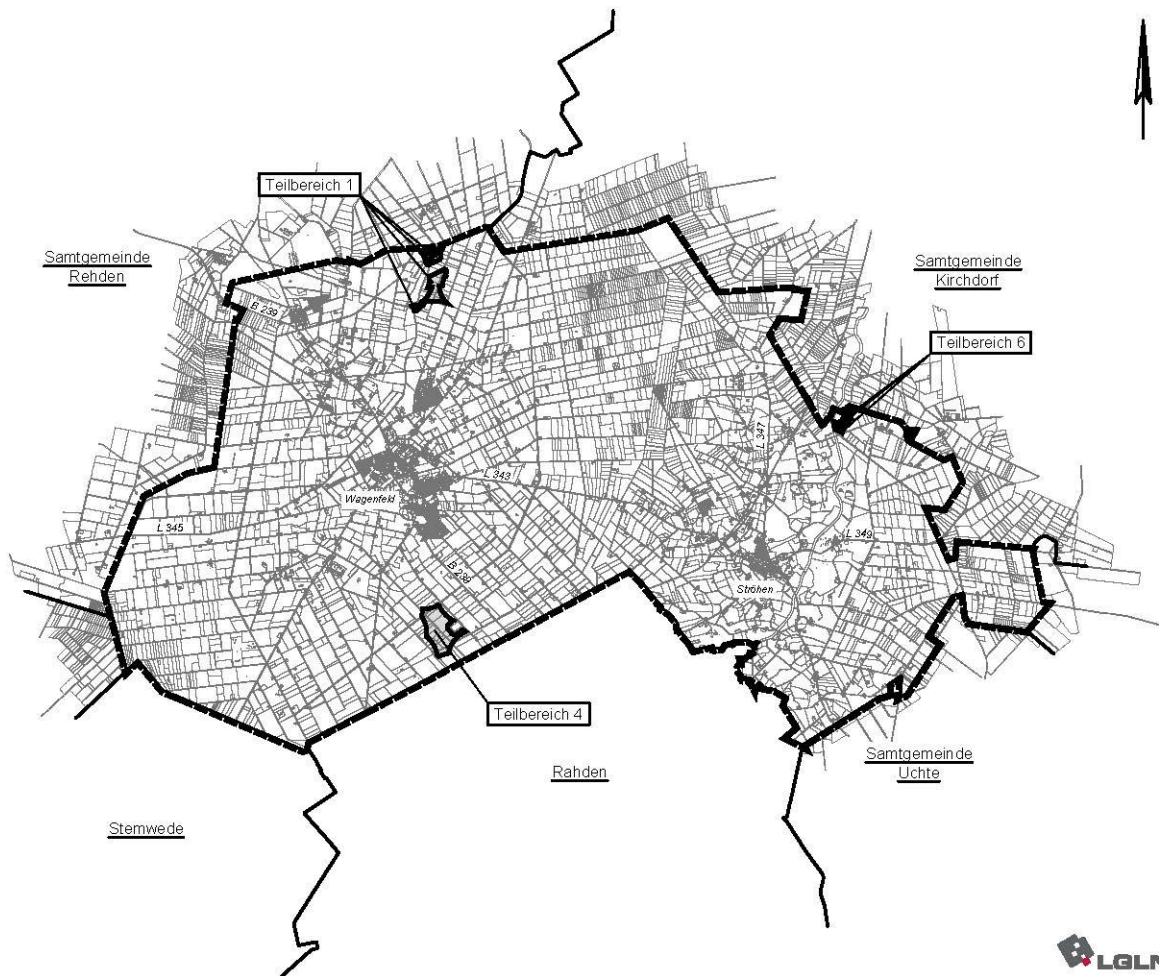 Teilbereich 1
Samtgemeinde
Rehden
Samtgemeinde
Kirchdorf
B 239
Teilbereich 6
L 347
L 343
Wagenfeld
L 345
L 349
B 239
Ströhen
Teilbereich 4
Samtgemeinde
Uchte
Rahden
Stemwede
LGLN